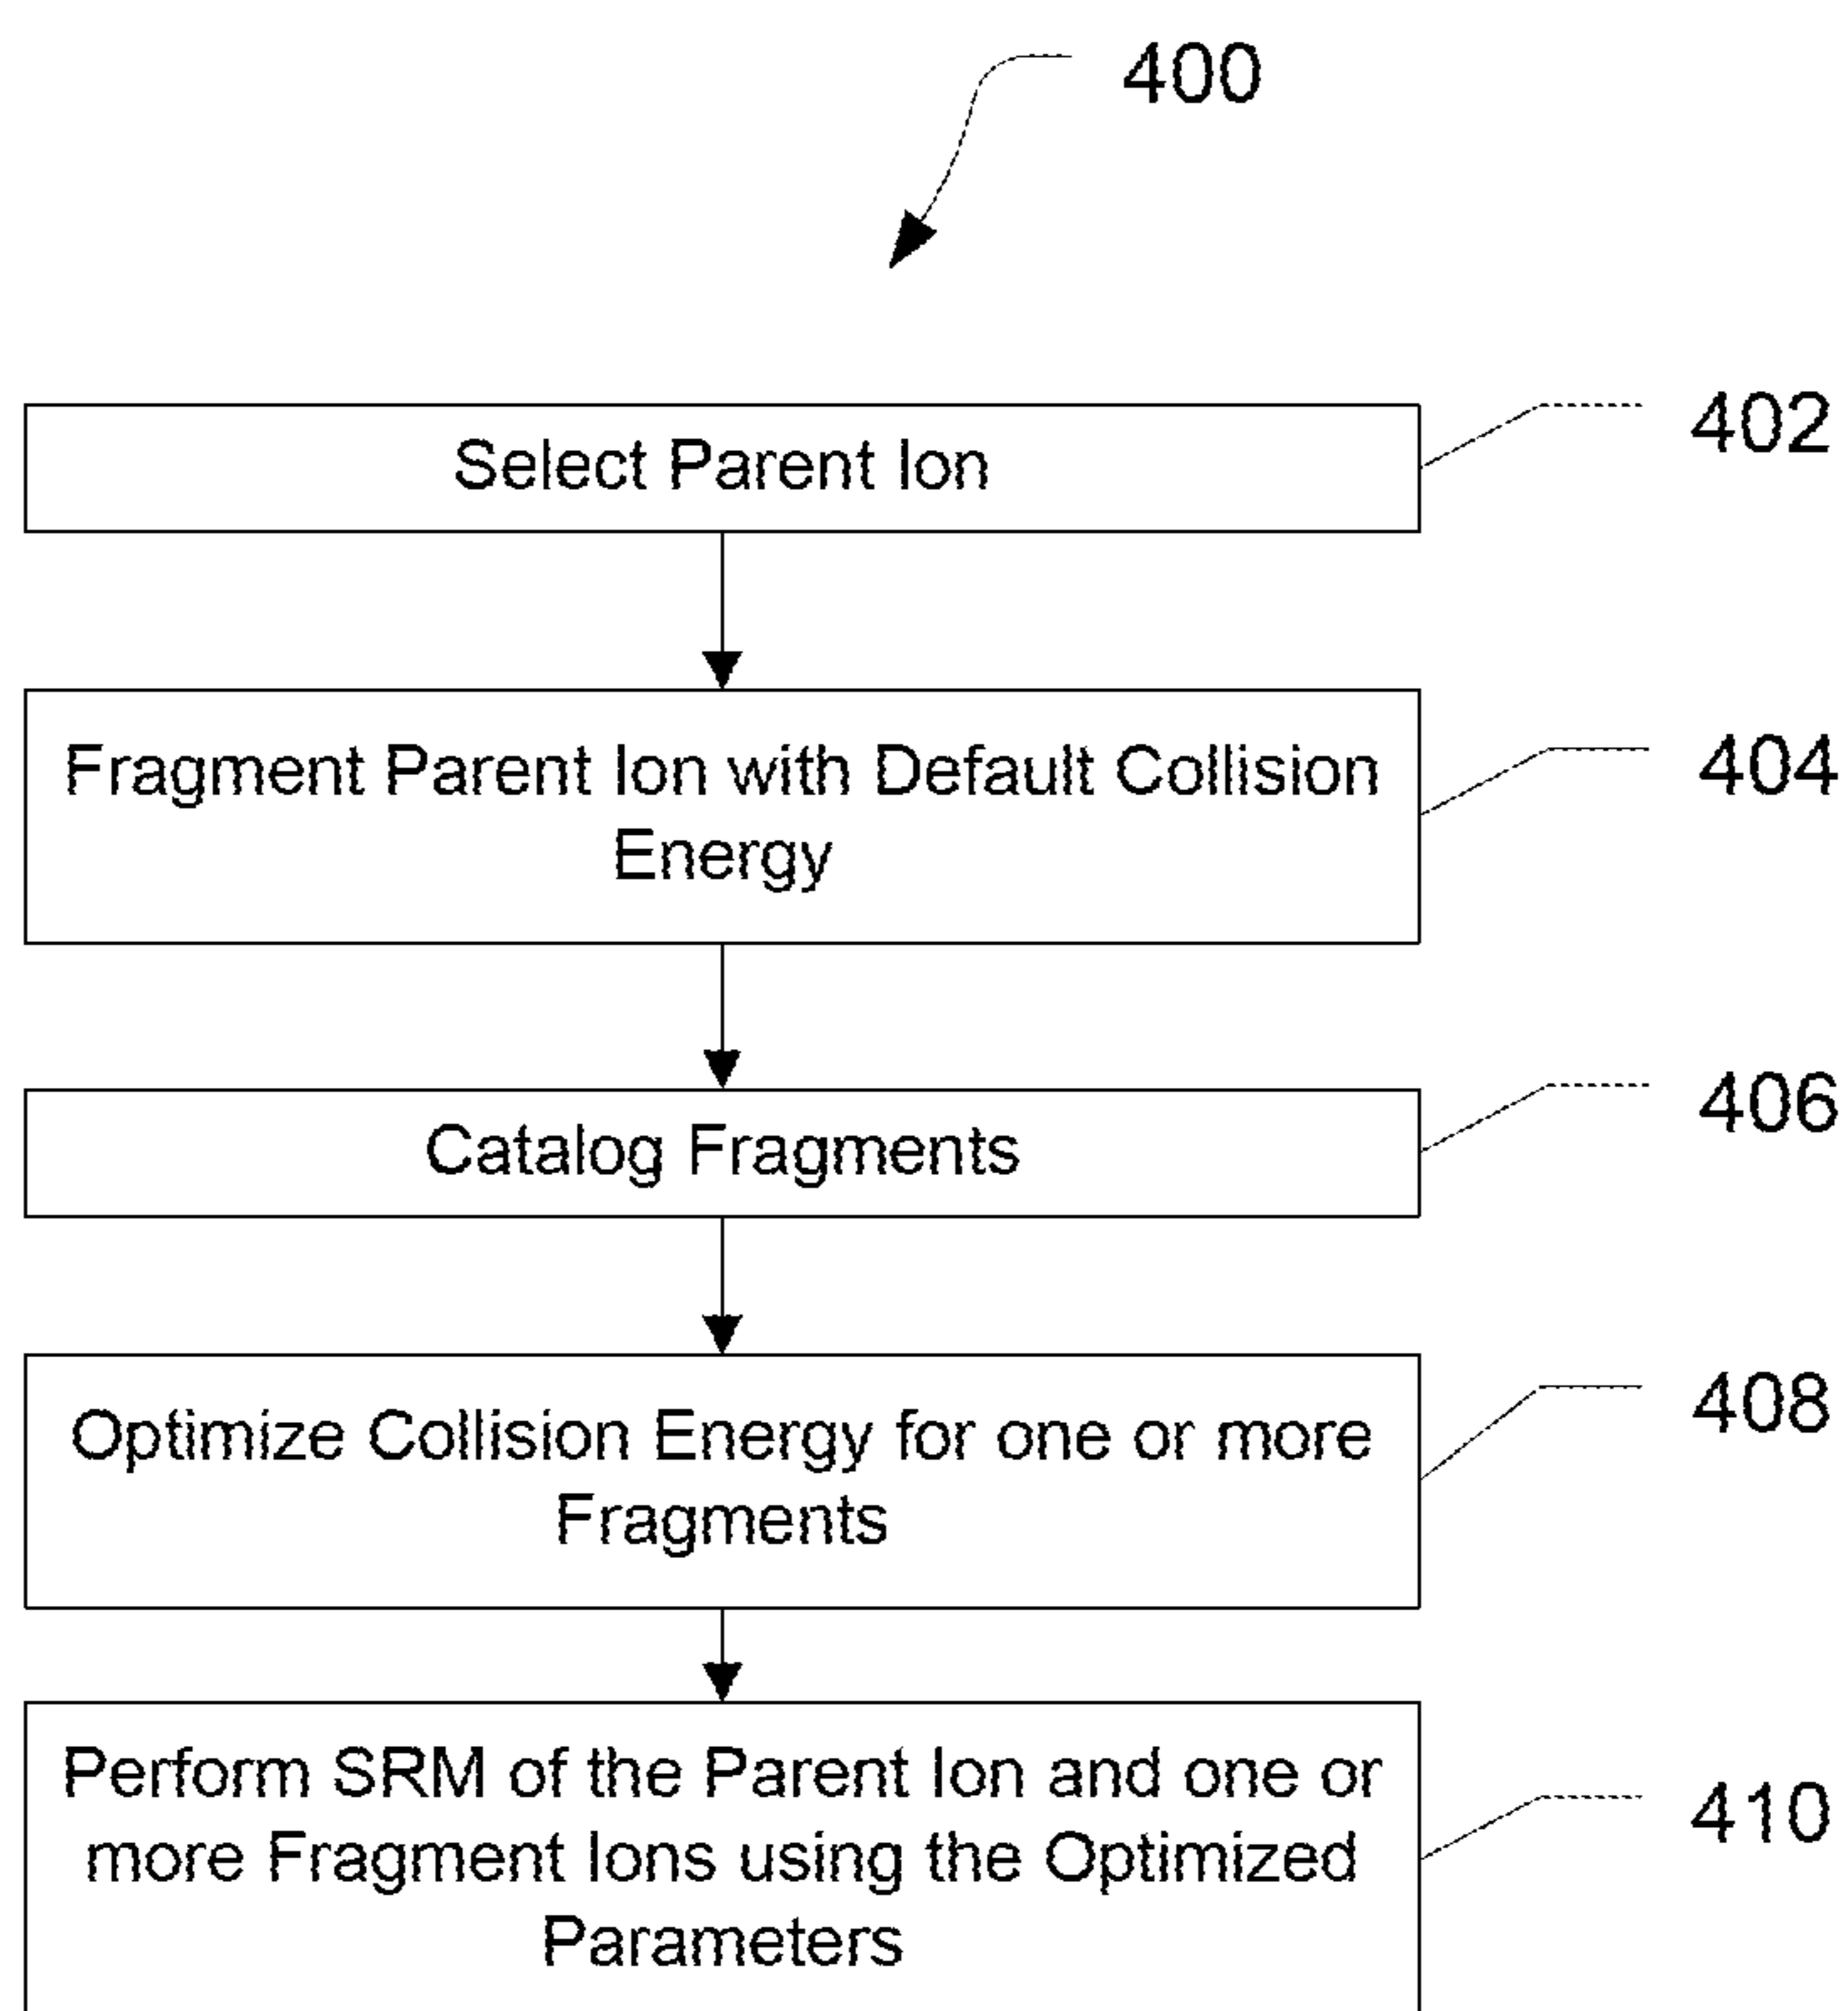 400
Select Parent Ion
402
Fragment Parent Ion with Default Collision
Energy
404
Catalog Fragments
406
Optimize Collision Energy for one or more
Fragments
408
Perform SRM of the Parent Ion and one or
more Fragment Ions using the Optimized
Parameters
410